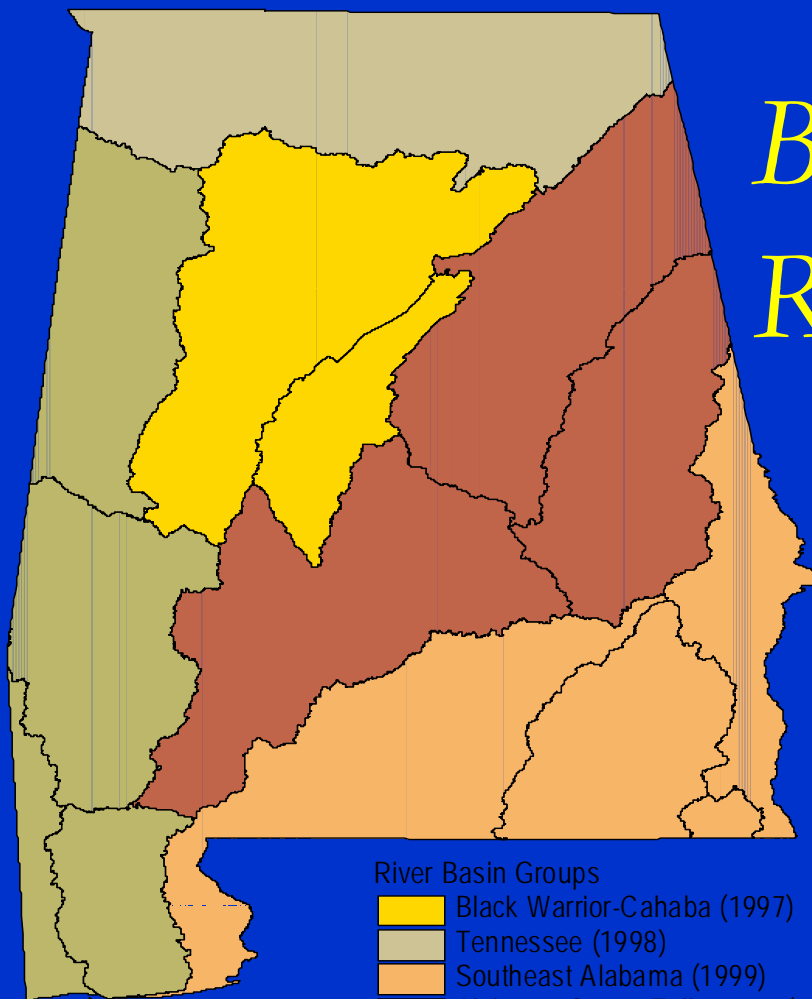 B
R
River Basin Groups
Black Warrior-Cahaba (1997)
Tennessee (1998)
Southeast Alabama (1999)